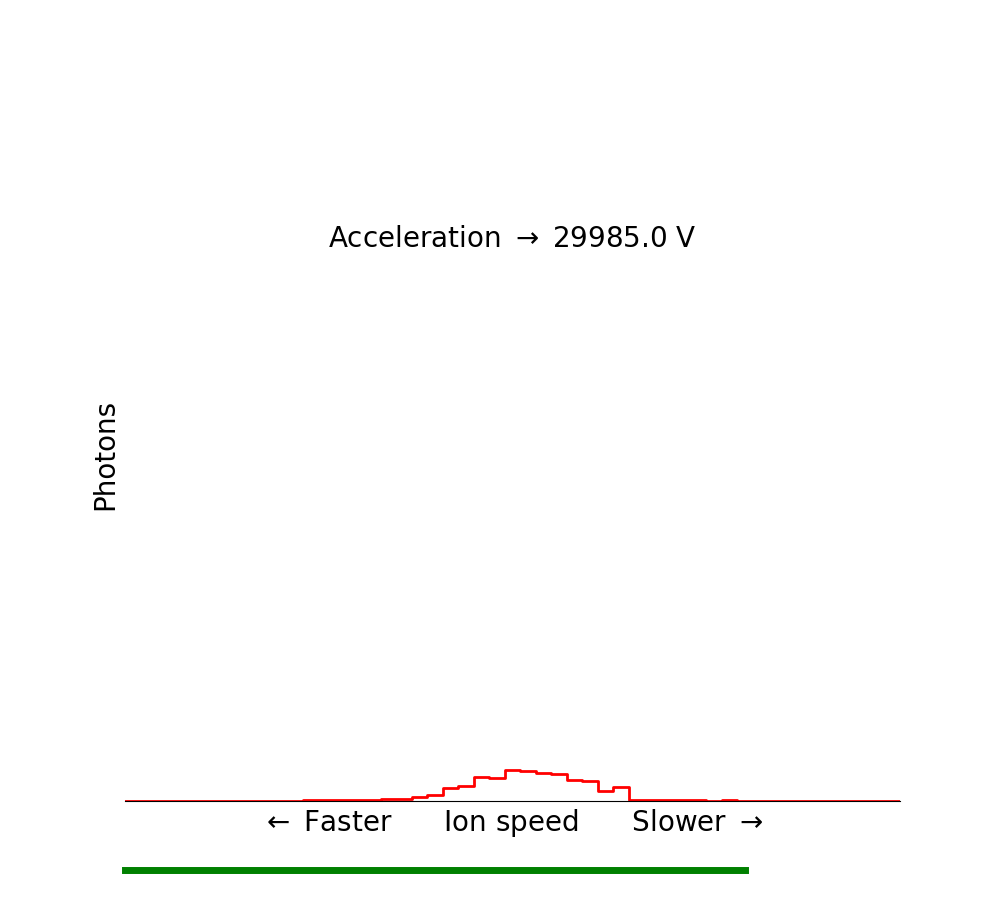 Acceleration → 29985.0 V
Photons
← Faster Ion speed Slower →